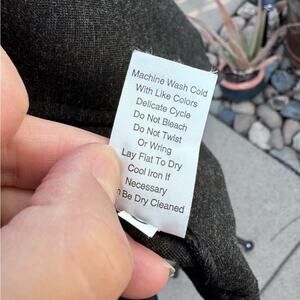 Machine Wash Cold
With Like Colors
Delicate Cycle
Do Not Bleach
Do Not Twist
Or Wring
Lay Flat To Dry
Cool Iron If
Necessary
Be Dry Cleaned